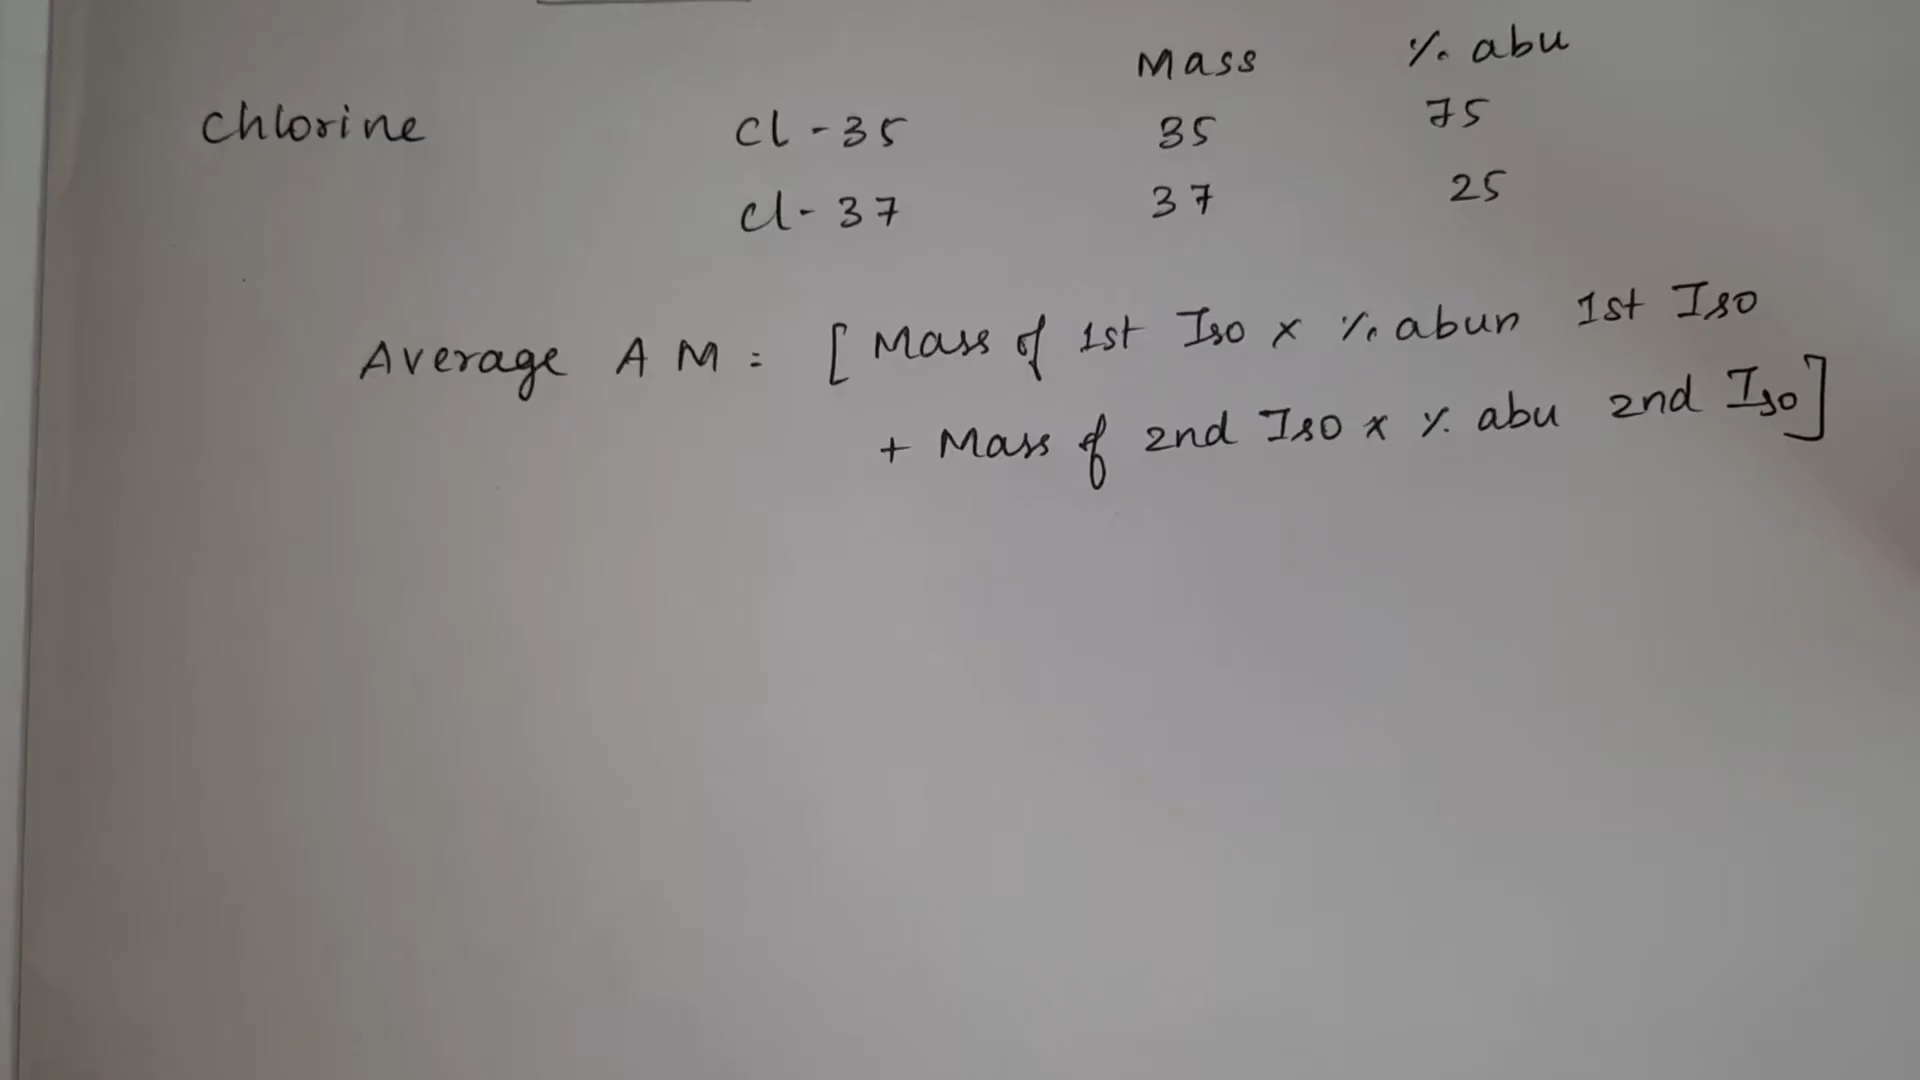 Mass % abu
Chlorine Cl - 35 35 75
Cl - 37 37 25
Average A M = [ Mass of 1st Iso x % abun 1st Iso
+ Mass of 2nd Iso x % abu 2nd Iso]